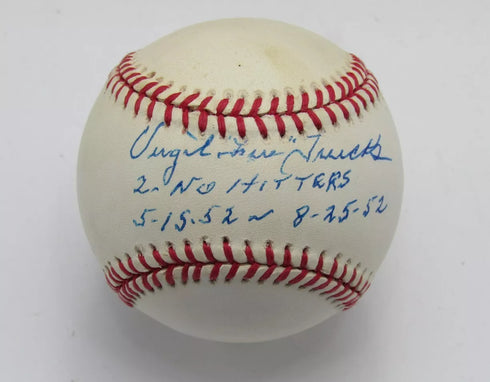 Virgil "Fire" Trucks
2-NO HITTERS
5-15-52 ~ 8-25-52